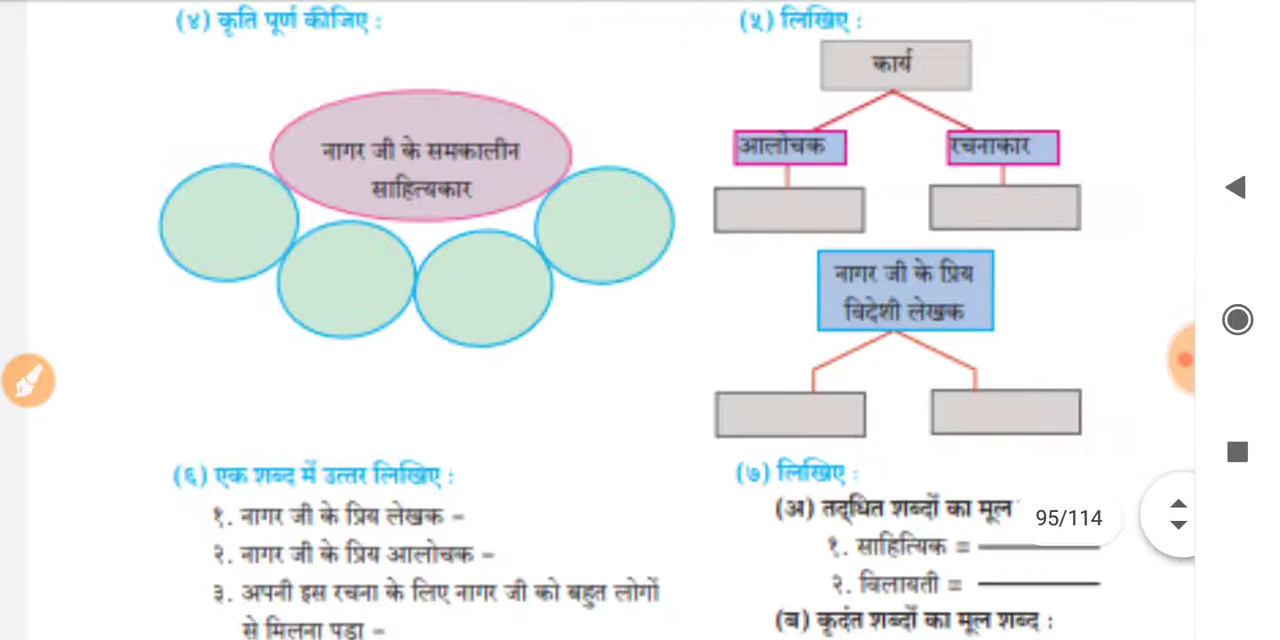 (४) कृति पूर्ण कीजिए :
नागर जी के समकालीन
साहित्यकार
(५) लिखिए :
कार्य
आलोचक
रचनाकार
नागर जी के प्रिय
विदेशी लेखक
(६) एक शब्द में उत्तर लिखिए :
१. नागर जी के प्रिय लेखक –
२. नागर जी के प्रिय आलोचक –
३. अपनी इस रचना के लिए नागर जी को बहुत लोगों
से मिलना पड़ा –
(७) लिखिए :
(अ) तद्धित शब्दों का मूल
95/114
१. साहित्यिक =
२. विलायती =
(ब) कृदंत शब्दों का मूल शब्द :